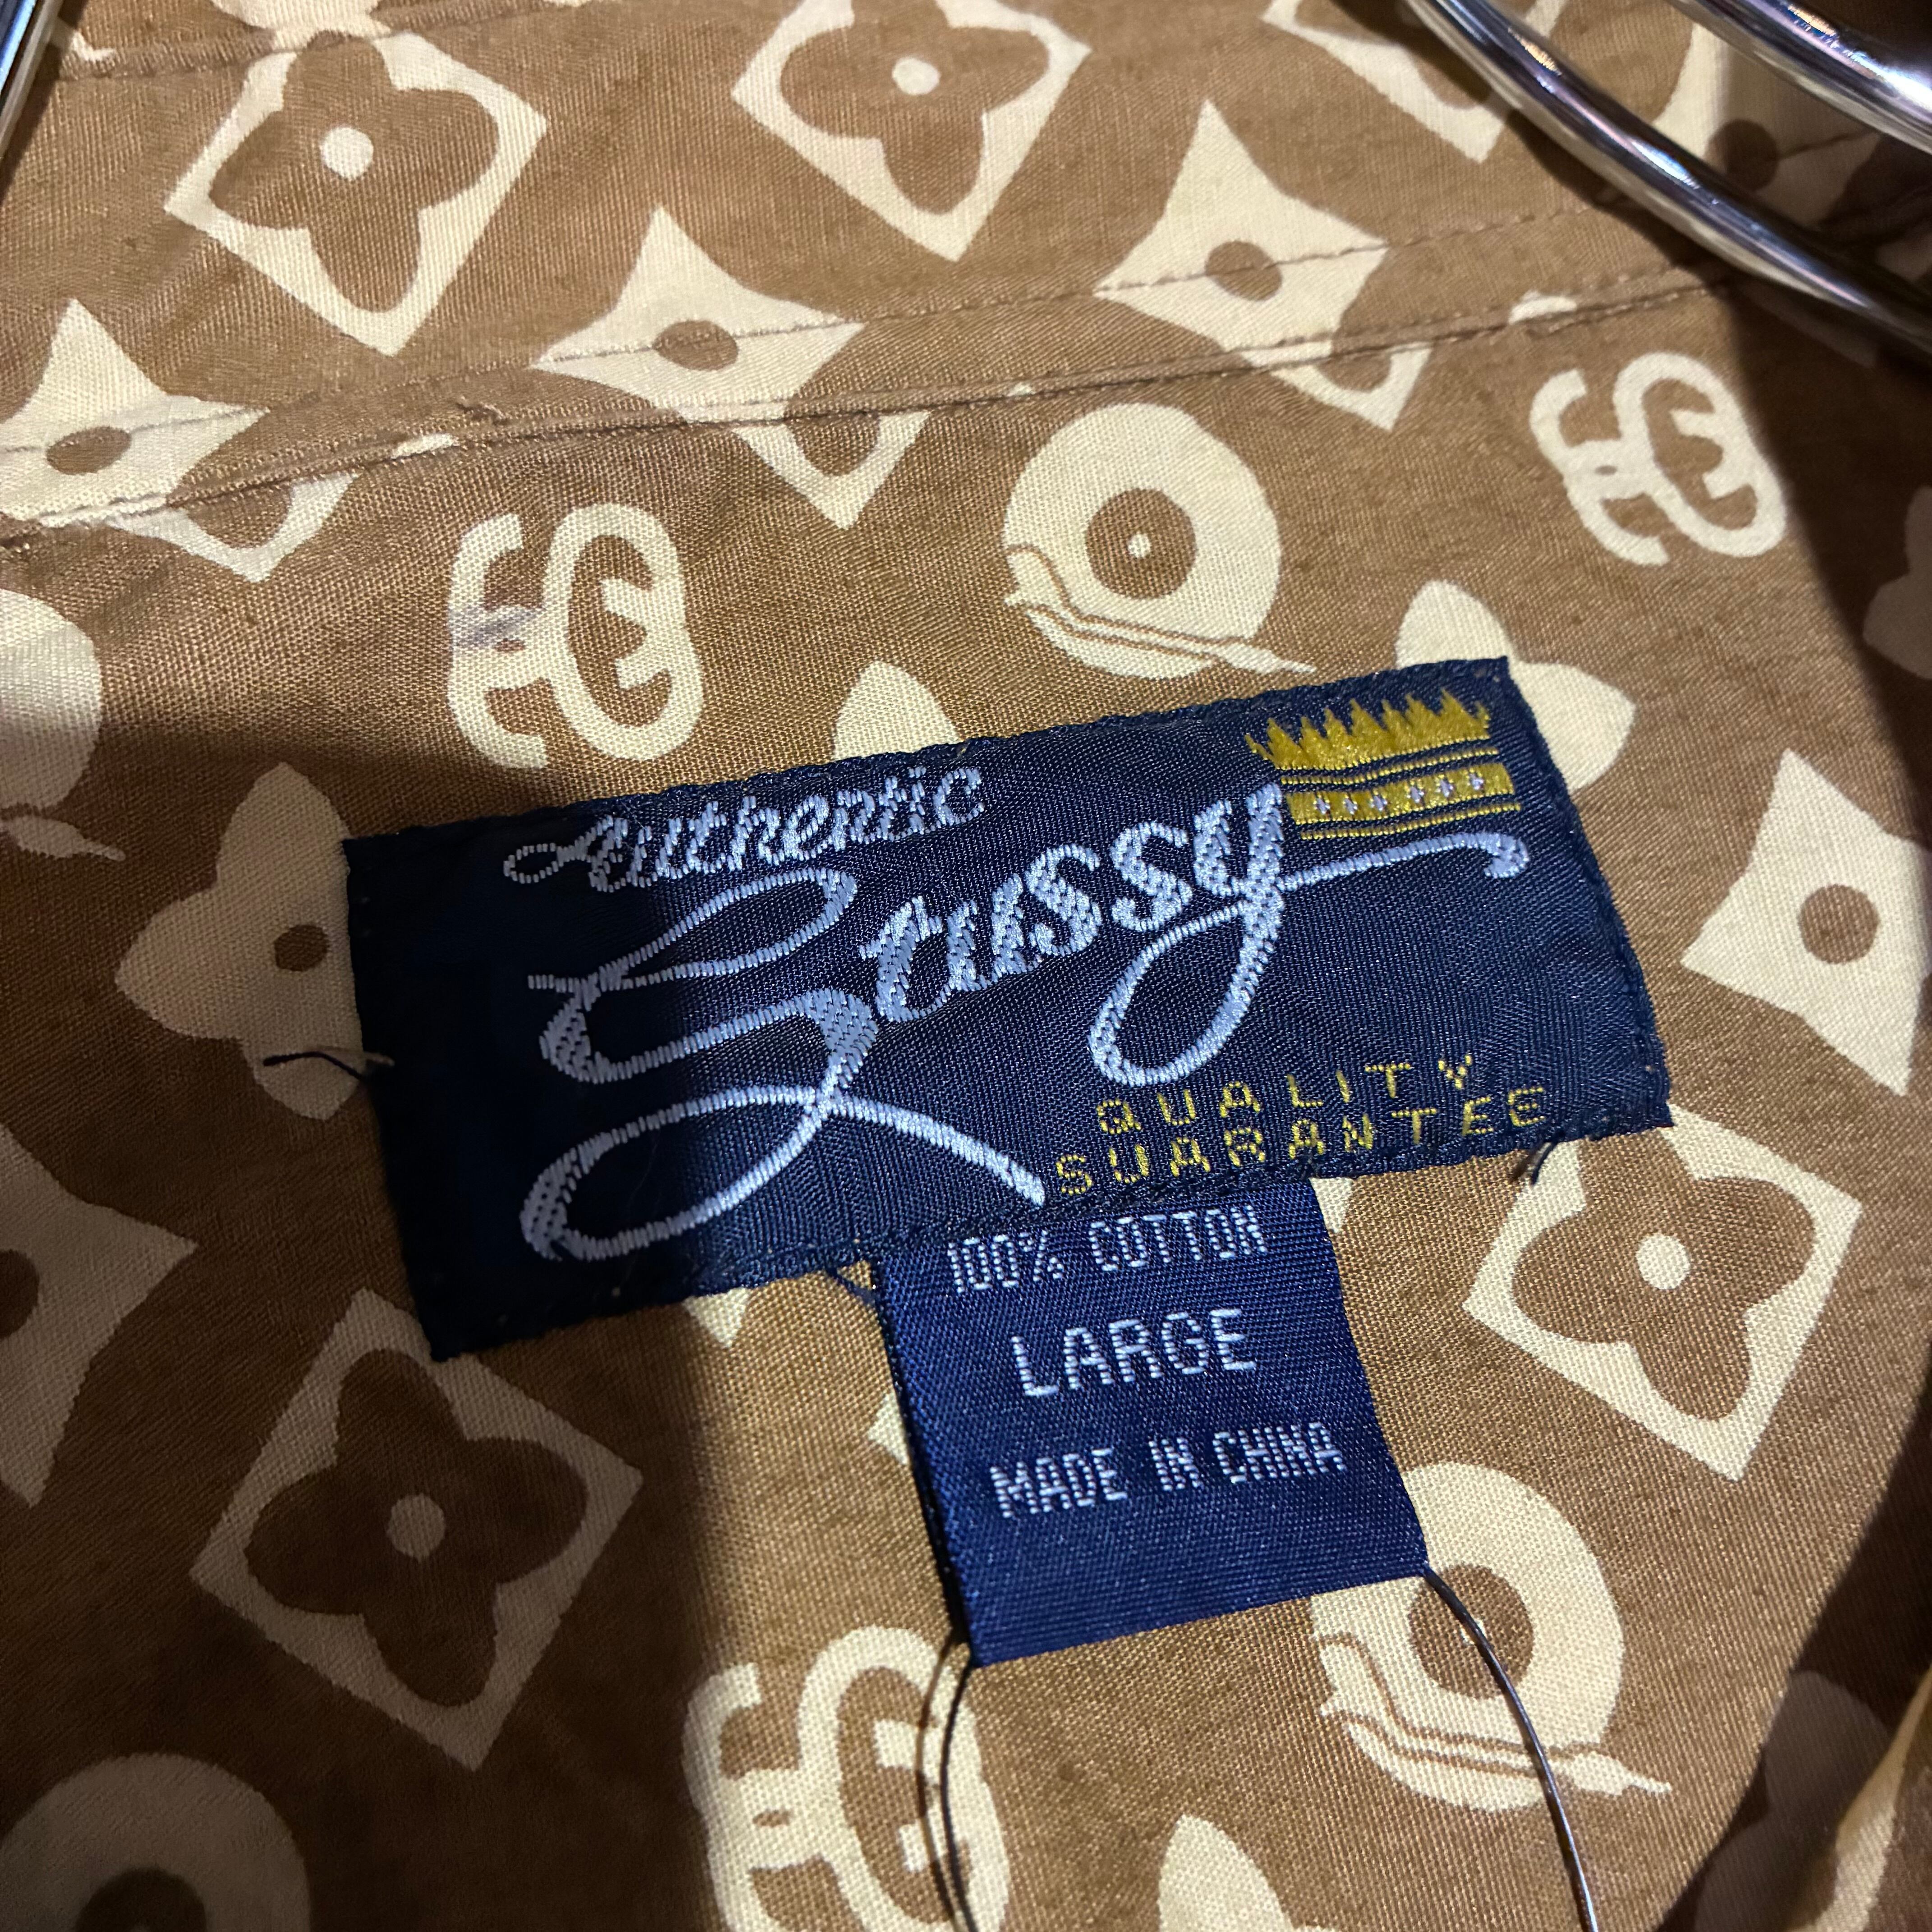 Authentic
Stussy
QUALITY
GUARANTEE
100% COTTON
LARGE
MADE IN CHINA